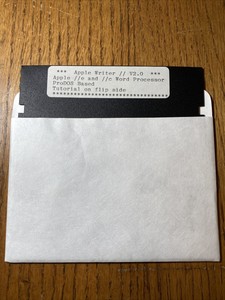 *** Apple Writer // V2.0 ***
Apple //e and //c Word Processor
ProDOS Based
Tutorial on flip side
********************************